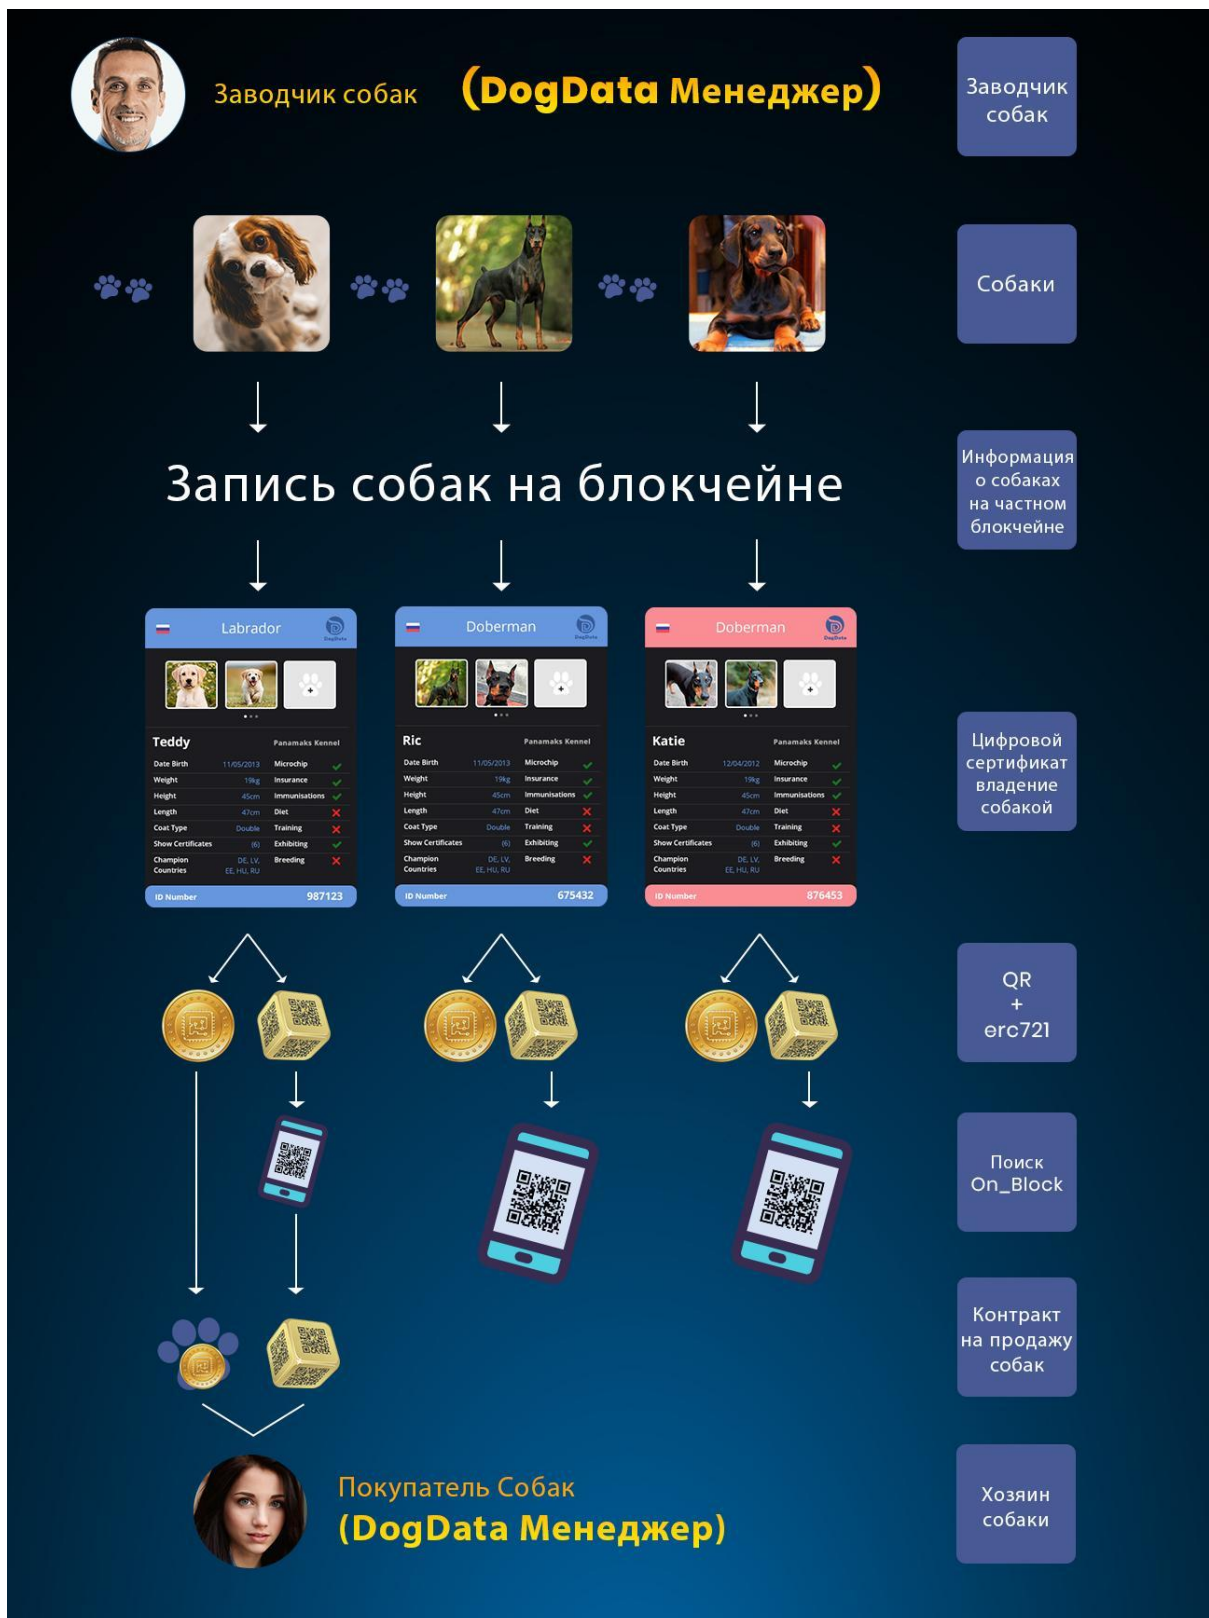 Заводчик собак (DogData Менеджер)
Заводчик
собак
Собаки
Запись собак на блокчейне
Информация
о собаках
на частном
блокчейне
Labrador
DogData
Teddy Panamaks Kennel
Date Birth 11/05/2013 Microchip
Weight 19kg Insurance
Height 45cm Immunisations
Length 47cm Diet
Coat Type Double Training
Show Certificates (6) Exhibiting
Champion DE, LV, Breeding
Countries EE, HU, RU
ID Number 987123
Doberman
DogData
Ric Panamaks Kennel
Date Birth 11/05/2013 Microchip
Weight 19kg Insurance
Height 45cm Immunisations
Length 47cm Diet
Coat Type Double Training
Show Certificates (6) Exhibiting
Champion DE, LV, Breeding
Countries EE, HU, RU
ID Number 675432
Doberman
DogData
Katie Panamaks Kennel
Date Birth 12/04/2012 Microchip
Weight 19kg Insurance
Height 45cm Immunisations
Length 47cm Diet
Coat Type Double Training
Show Certificates (6) Exhibiting
Champion DE, LV, Breeding
Countries EE, HU, RU
ID Number 876453
Цифровой
сертификат
владение
собакой
QR
+
erc721
Поиск
On_Block
Контракт
на продажу
собак
Покупатель Собак
(DogData Менеджер)
Хозяин
собаки